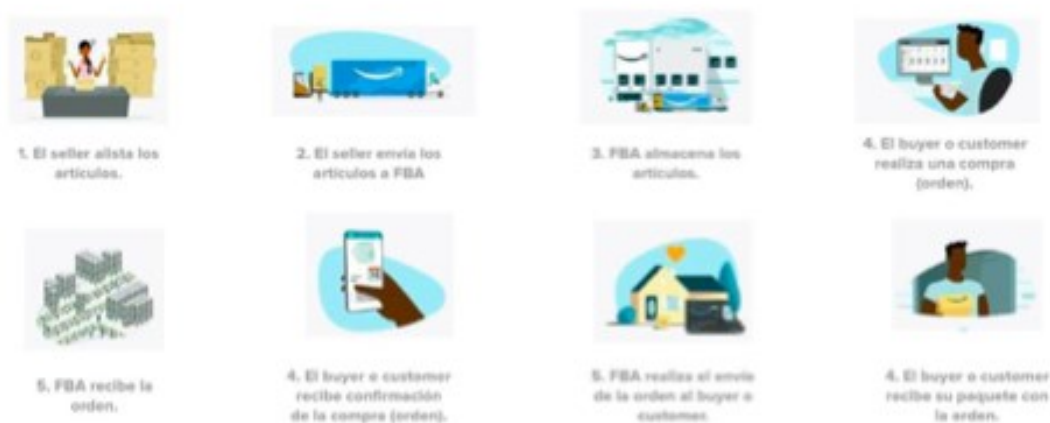 1. El seller alista los
artículos.
2. El seller envía los
artículos a FBA
3. FBA almacena los
artículos.
4. El buyer o customer
realiza una compra
(orden).
5. FBA recibe la
orden.
4. El buyer o customer
recibe confirmación
de la compra (orden).
5. FBA realiza el envío
de la orden al buyer o
customer.
4. El buyer o customer
recibe su paquete con
la orden.